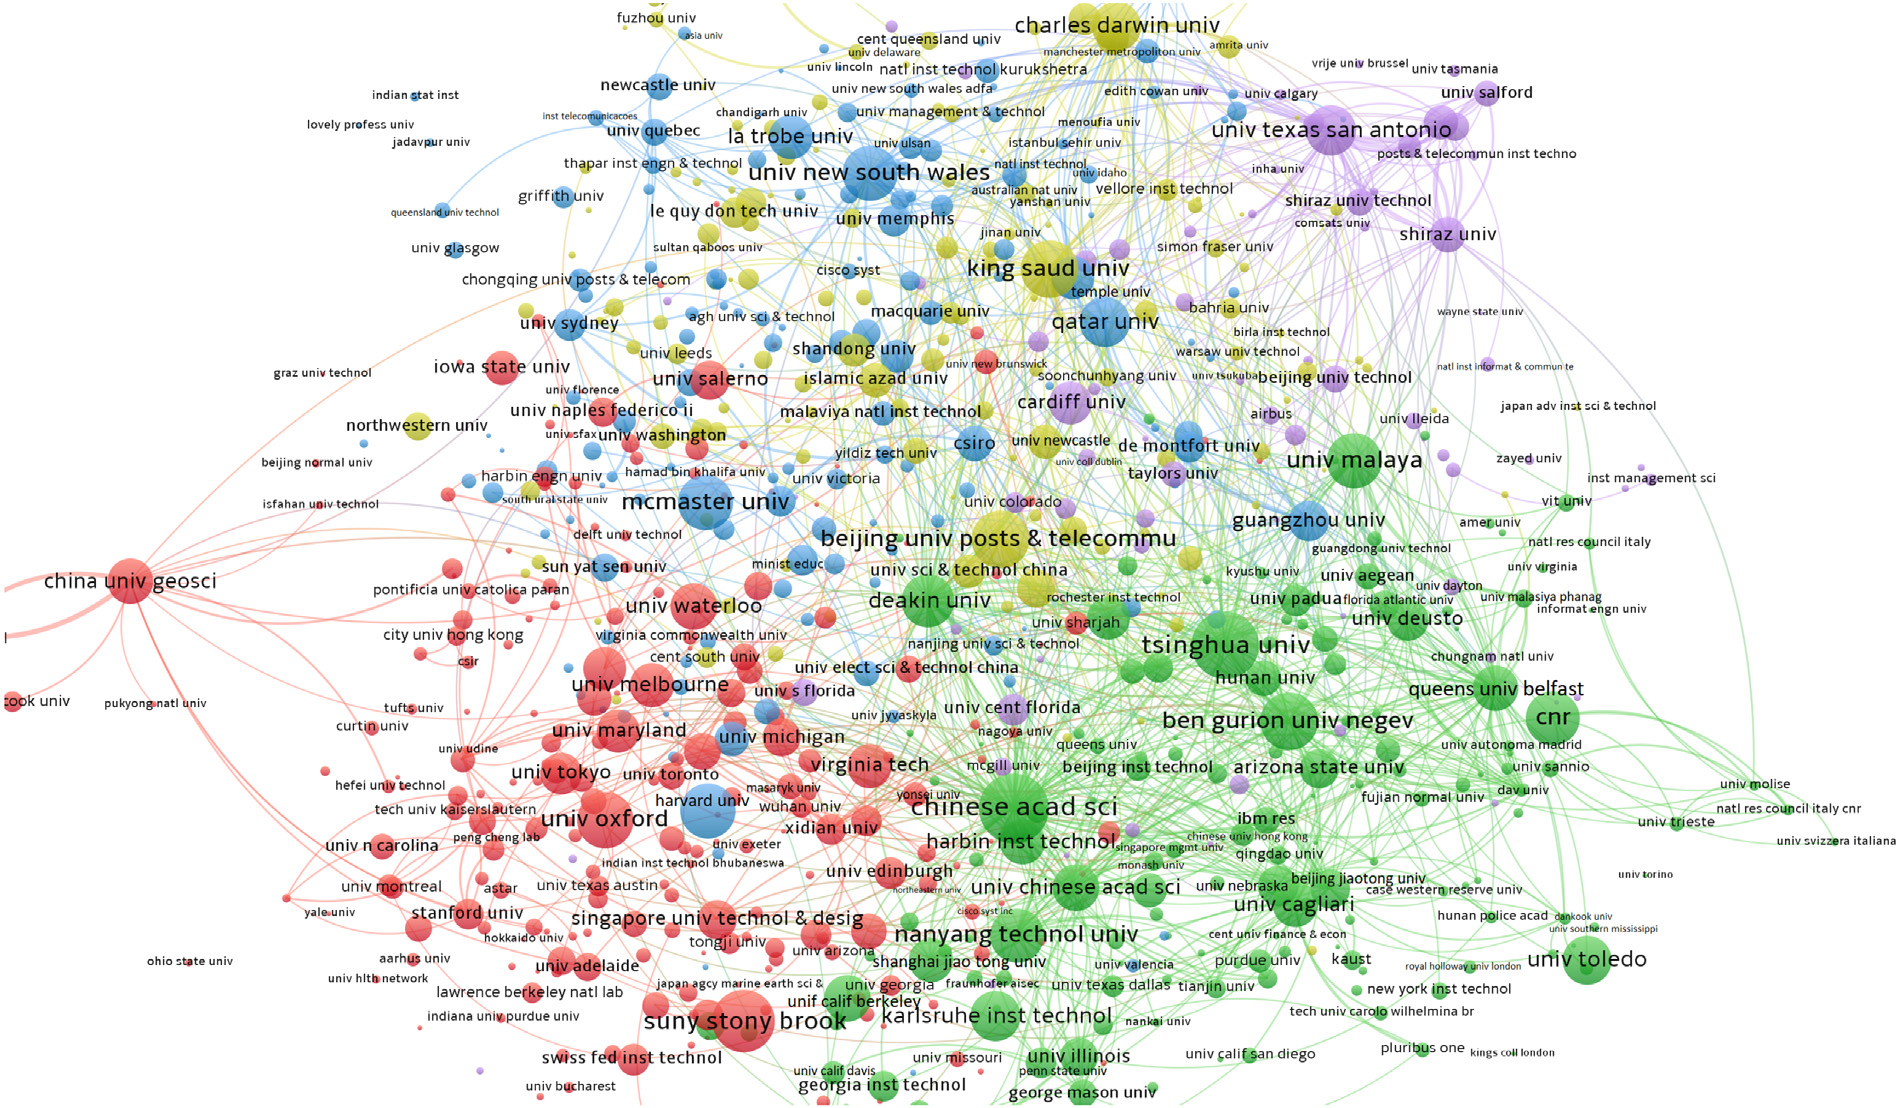 fuzhou univ
charles darwin univ
asia univ
cent queensland univ
amrita univ
univ delaware
manchester metropoliton univ
vrije univ brussel
univ lincoln
natl inst technol kurukshetra
univ tasmania
newcastle univ
univ new south wales adfa
edith cowan univ
univ calgary
univ salford
indian stat inst
inst telecomunicacoes
chandigarh univ
univ management & technol
menoufia univ
lovely profess univ
univ quebec
la trobe univ
univ texas san antonio
jadavpur univ
univ ulsan
istanbul sehir univ
posts & telecommun inst techno
thapar inst engn & technol
natl inst technol
univ new south wales
univ idaho
inha univ
griffith univ
australian nat univ
vellore inst technol
yanshan univ
shiraz univ technol
queensland univ technol
le quy don tech univ
univ memphis
comsats univ
jinan univ
shiraz univ
univ glasgow
sultan qaboos univ
simon fraser univ
king saud univ
cisco syst
chongqing univ posts & telecom
temple univ
agh univ sci & technol
macquarie univ
bahria univ
wayne state univ
univ sydney
qatar univ
birla inst technol
univ leeds
shandong univ
warsaw univ technol
iowa state univ
univ new brunswick
natl inst informat & commun te
graz univ technol
univ salerno
islamic azad univ
soonchunhyang univ
univ tsukuba
beijing univ technol
univ florence
cardiff univ
japan adv inst sci & technol
univ naples federico ii
malaviya natl inst technol
airbus
univ lleida
northwestern univ
univ sfax
univ washington
csiro
univ newcastle
de montfort univ
yildiz tech univ
univ coll dublin
univ malaya
zayed univ
beijing normal univ
harbin engn univ
hamad bin khalifa univ
univ victoria
taylors univ
inst management sci
isfahan univ technol
south ural state univ
mcmaster univ
univ colorado
vit univ
guangzhou univ
amer univ
delft univ technol
beijing univ posts & telecommu
guangdong univ technol
natl res council italy
china univ geosci
sun yat sen univ
minist educ
univ sci & technol china
kyushu univ
univ aegean
univ virginia
pontificia univ catolica paran
univ dayton
univ waterloo
deakin univ
rochester inst technol
univ padua
florida atlantic univ
univ malasiya phanag
informat engn univ
city univ hong kong
virginia commonwealth univ
univ sharjah
univ deusto
nanjing univ sci & technol
tsinghua univ
csir
cent south univ
univ elect sci & technol china
chungnam natl univ
univ melbourne
univ s florida
hunan univ
queens univ belfast
cook univ
pukyong natl univ
tufts univ
univ cent florida
univ jyvaskyla
ben gurion univ negev
cnr
curtin univ
univ maryland
univ michigan
nagoya univ
univ udine
queens univ
univ autonoma madrid
univ tokyo
univ toronto
virginia tech
mcgill univ
beijing inst technol
arizona state univ
univ sannio
hefei univ technol
masaryk univ
yonsei univ
dav univ
univ molise
harvard univ
wuhan univ
chinese acad sci
fujian normal univ
tech univ kaiserslautern
natl res council italy cnr
univ oxford
xidian univ
ibm res
univ trieste
peng cheng lab
chinese univ hong kong
univ n carolina
univ exeter
harbin inst technol
singapore mgmt univ
qingdao univ
univ svizzera italiana
indian inst technol bhubaneswa
monash univ
univ edinburgh
univ torino
univ montreal
astar
univ texas austin
northeastern univ
univ chinese acad sci
univ nebraska
beijing jiaotong univ
case western reserve univ
yale univ
stanford univ
cisco syst inc
univ cagliari
singapore univ technol & desig
hunan police acad
dankook univ
hokkaido univ
tongji univ
nanyang technol univ
cent univ finance & econ
univ southern mississippi
univ arizona
ohio state univ
aarhus univ
univ adelaide
shanghai jiao tong univ
univ valencia
purdue univ
kaust
royal holloway univ london
univ toledo
univ hlth network
japan agcy marine earth sci &
univ georgia
fraunhofer aisec
univ texas dallas
tianjin univ
lawrence berkeley natl lab
new york inst technol
unif calif berkeley
tech univ carolo wilhelmina br
indiana univ purdue univ
suny stony brook
karlsruhe inst technol
nankai univ
swiss fed inst technol
univ missouri
univ illinois
univ calif san diego
pluribus one
kings coll london
univ calif davis
penn state univ
univ bucharest
georgia inst technol
george mason univ